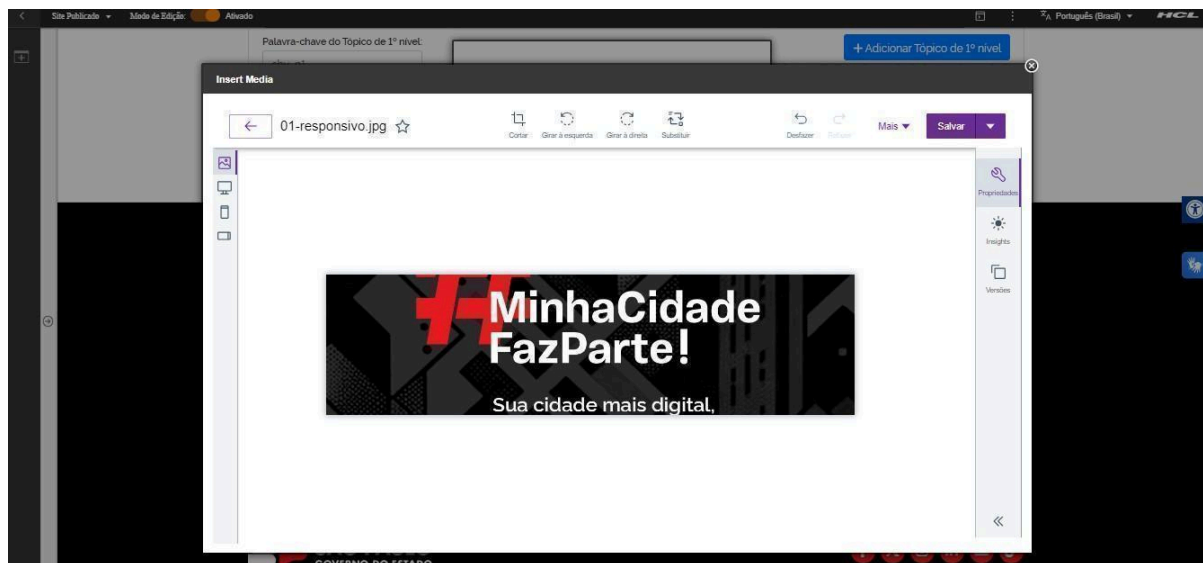 Site Publicado
Modo de Edição:
Ativado
Português (Brasil)
HCL
Palavra-chave do Tópico de 1º nível:
+ Adicionar Tópico de 1º nível
Insert Media
01-responsivo.jpg
Cortar
Girar à esquerda
Girar à direita
Substituir
Desfazer
Mais
Salvar
Propriedades
Insights
Versões
#MinhaCidade
FazParte!
Sua cidade mais digital,
GOVERNO DO ESTADO